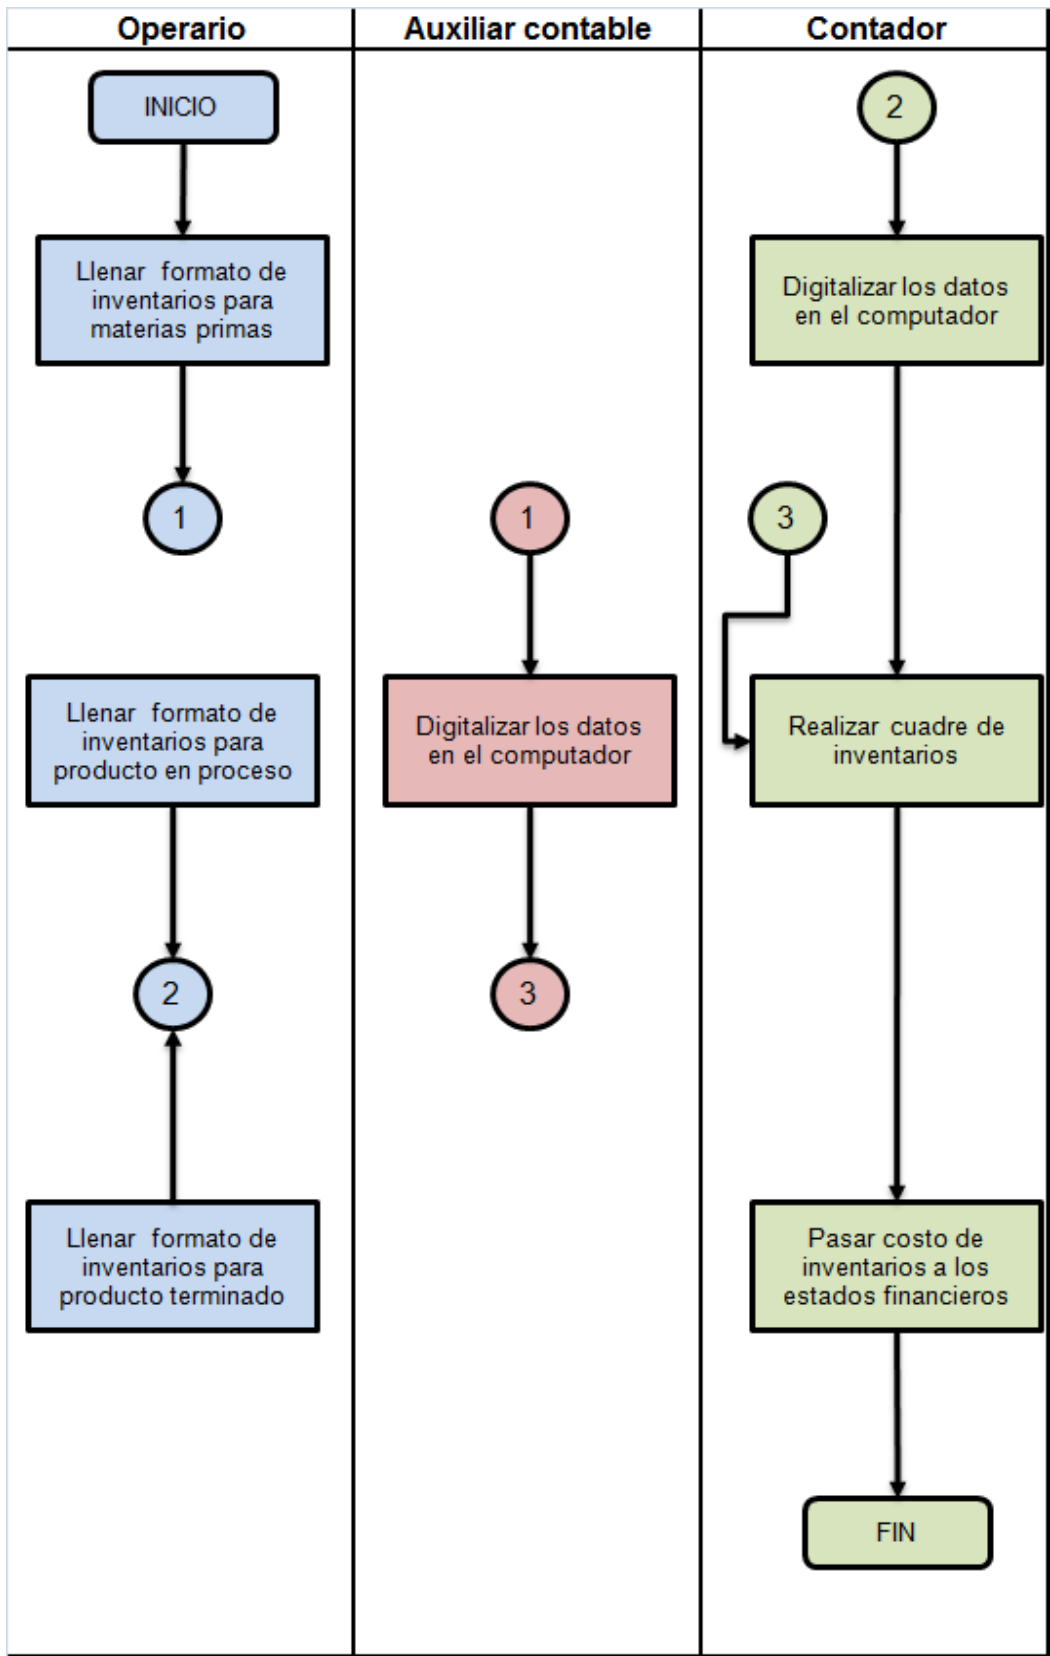 Operario
Auxiliar contable
Contador
INICIO
Llenar formato de
inventarios para
materias primas
1
Llenar formato de
inventarios para
producto en proceso
2
Llenar formato de
inventarios para
producto terminado
1
Digitalizar los datos
en el computador
3
2
Digitalizar los datos
en el computador
3
Realizar cuadre de
inventarios
Pasar costo de
inventarios a los
estados financieros
FIN